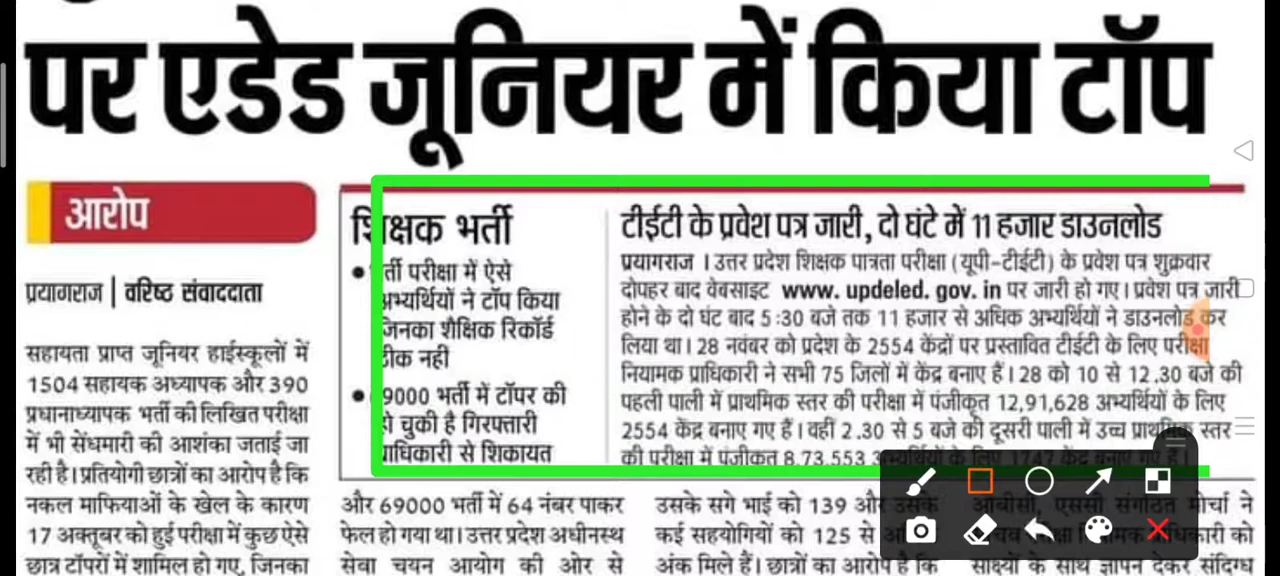 पर एडेड जूनियर में किया टॉप
आरोप
प्रयागराज | वरिष्ठ संवाददाता
सहायता प्राप्त जूनियर हाईस्कूलों में
1504 सहायक अध्यापक और 390
प्रधानाध्यापक भर्ती की लिखित परीक्षा
में भी सेंधमारी की आशंका जताई जा
रही है। प्रतियोगी छात्रों का आरोप है कि
नकल माफियाओं के खेल के कारण
17 अक्तूबर को हुई परीक्षा में कुछ ऐसे
छात्र टॉपरों में शामिल हो गए, जिनका
शिक्षक भर्ती
• भर्ती परीक्षा में ऐसे
अभ्यर्थियों ने टॉप किया
जिनका शैक्षिक रिकॉर्ड
ठीक नही
• 69000 भर्ती में टॉपर की
हो चुकी है गिरफ्तारी
प्राधिकारी से शिकायत
टीईटी के प्रवेश पत्र जारी, दो घंटे में 11 हजार डाउनलोड
प्रयागराज। उत्तर प्रदेश शिक्षक पात्रता परीक्षा (यूपी-टीईटी) के प्रवेश पत्र शुक्रवार
दोपहर बाद वेबसाइट www. updeled. gov. in पर जारी हो गए। प्रवेश पत्र जारी
होने के दो घंट बाद 5:30 बजे तक 11 हजार से अधिक अभ्यर्थियों ने डाउनलोड कर
लिया था। 28 नवंबर को प्रदेश के 2554 केंद्रों पर प्रस्तावित टीईटी के लिए परीक्षा
नियामक प्राधिकारी ने सभी 75 जिलों में केंद्र बनाए हैं। 28 को 10 से 12.30 बजे की
पहली पाली में प्राथमिक स्तर की परीक्षा में पंजीकृत 12,91,628 अभ्यर्थियों के लिए
2554 केंद्र बनाए गए हैं। वहीं 2.30 से 5 बजे की दूसरी पाली में उच्च प्राथमिक स्तर
की परीक्षा में पंजीकृत 8,73,553 अभ्यर्थियों के लिए 1747 केंद्र बनाए गए हैं।
और 69000 भर्ती में 64 नंबर पाकर
फेल हो गया था। उत्तर प्रदेश अधीनस्थ
सेवा चयन आयोग की ओर से
उसके सगे भाई को 139 और उसके
कई सहयोगियों को 125 से
अंक मिले हैं। छात्रों का आरोप है कि
ओबीसी, एससी संगठित मोर्चा ने
को
साक्ष्यों के साथ ज्ञापन देकर संदिग्ध